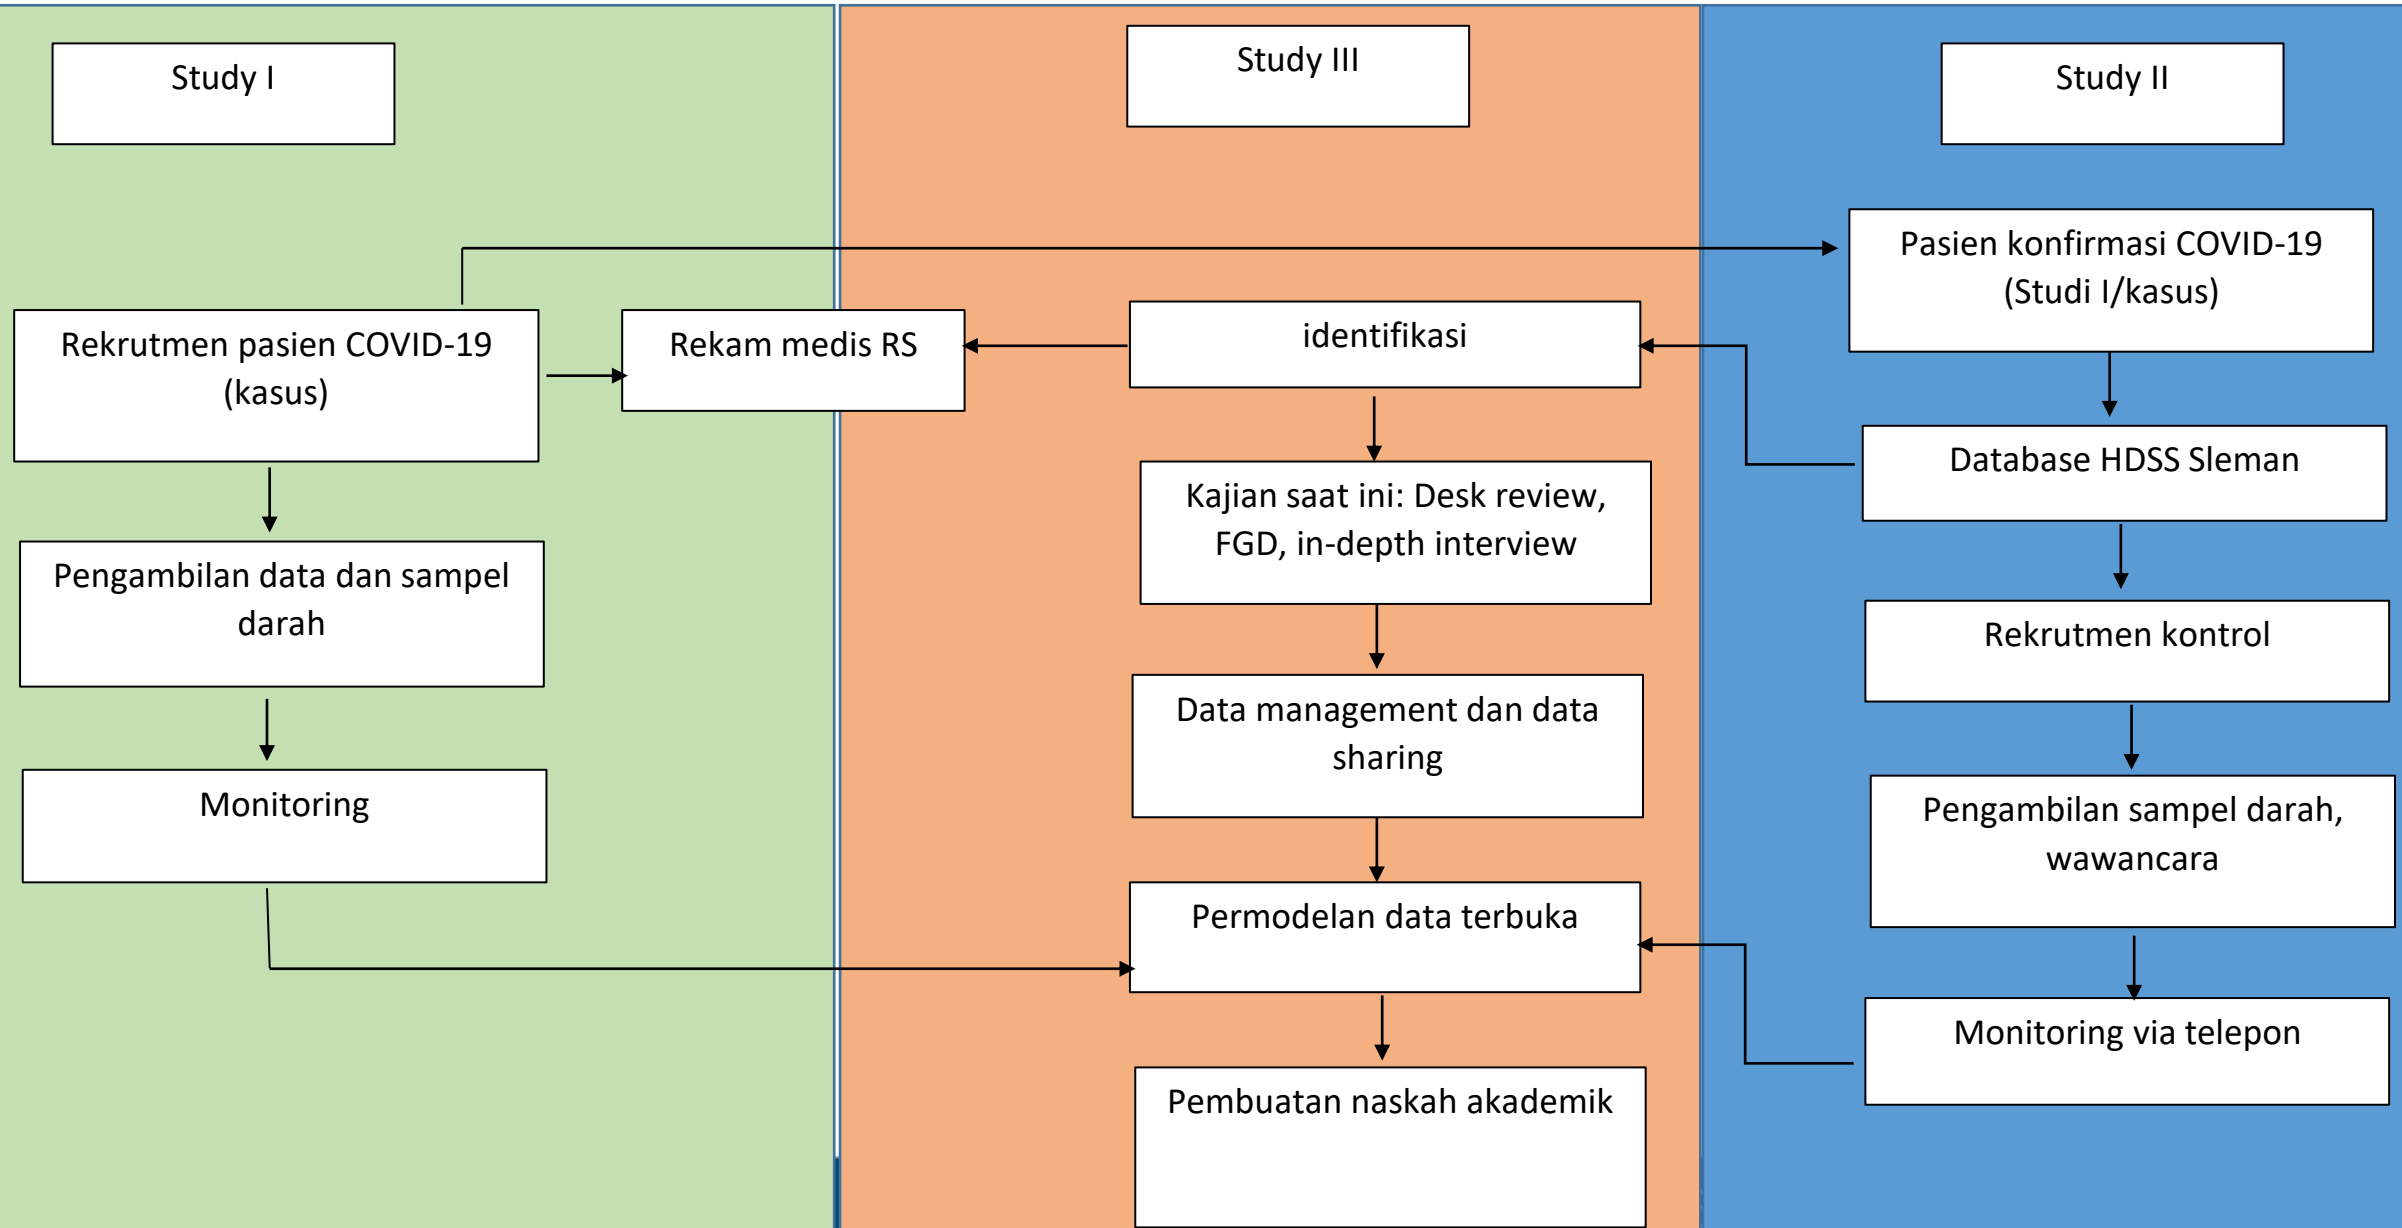 Study I
Study III
Study II
Rekrutmen pasien COVID-19
(kasus)
Rekam medis RS
Pengambilan data dan sampel
darah
Monitoring
identifikasi
Kajian saat ini: Desk review,
FGD, in-depth interview
Data management dan data
sharing
Permodelan data terbuka
Pembuatan naskah akademik
Pasien konfirmasi COVID-19
(Studi I/kasus)
Database HDSS Sleman
Rekrutmen kontrol
Pengambilan sampel darah,
wawancara
Monitoring via telepon